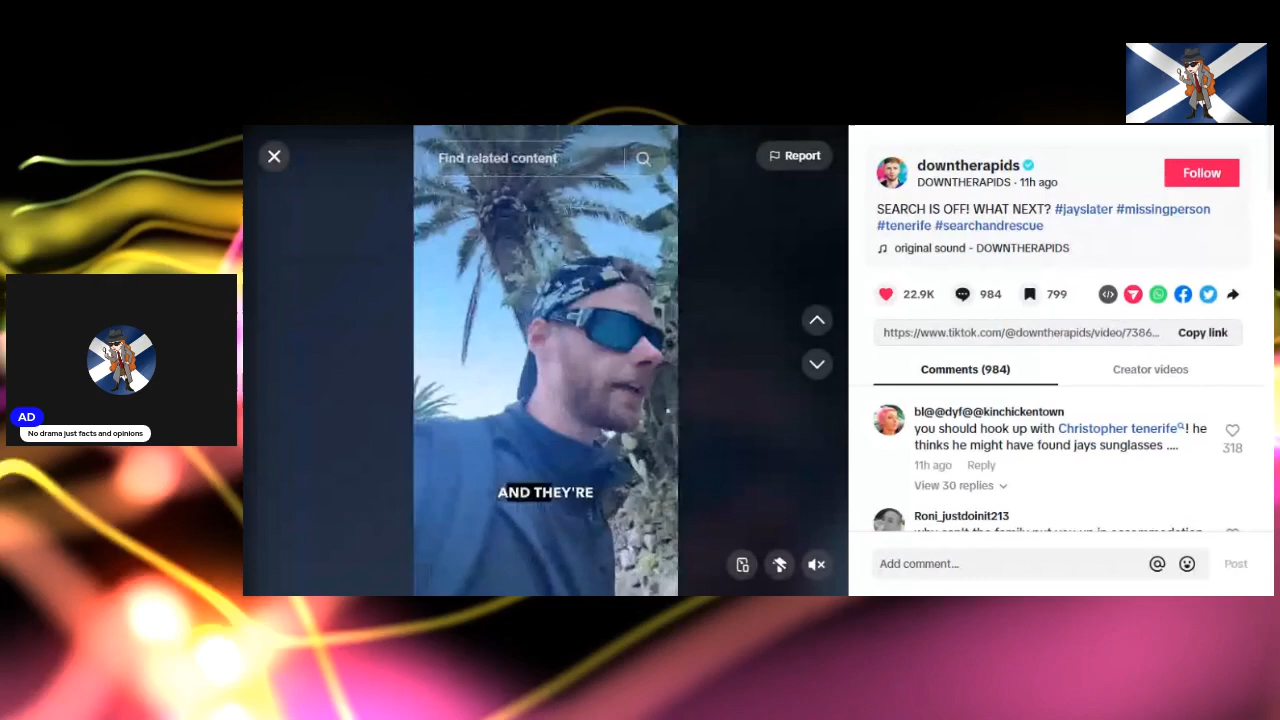 Find related content
Report
AND THEY'RE
AD
No drama just facts and opinions
downtherapids
DOWNTHERAPIDS · 11h ago
Follow
SEARCH IS OFF! WHAT NEXT? #jayslater #missingperson
#tenerife #searchandrescue
original sound - DOWNTHERAPIDS
22.9K
984
799
https://www.tiktok.com/@downtherapids/video/7386...
Copy link
Comments (984)
Creator videos
bl@@dyf@@kinchickentown
you should hook up with Christopher tenerife! he
thinks he might have found jays sunglasses ....
318
11h ago Reply
View 30 replies
Roni_justdoinit213
Add comment...
Post